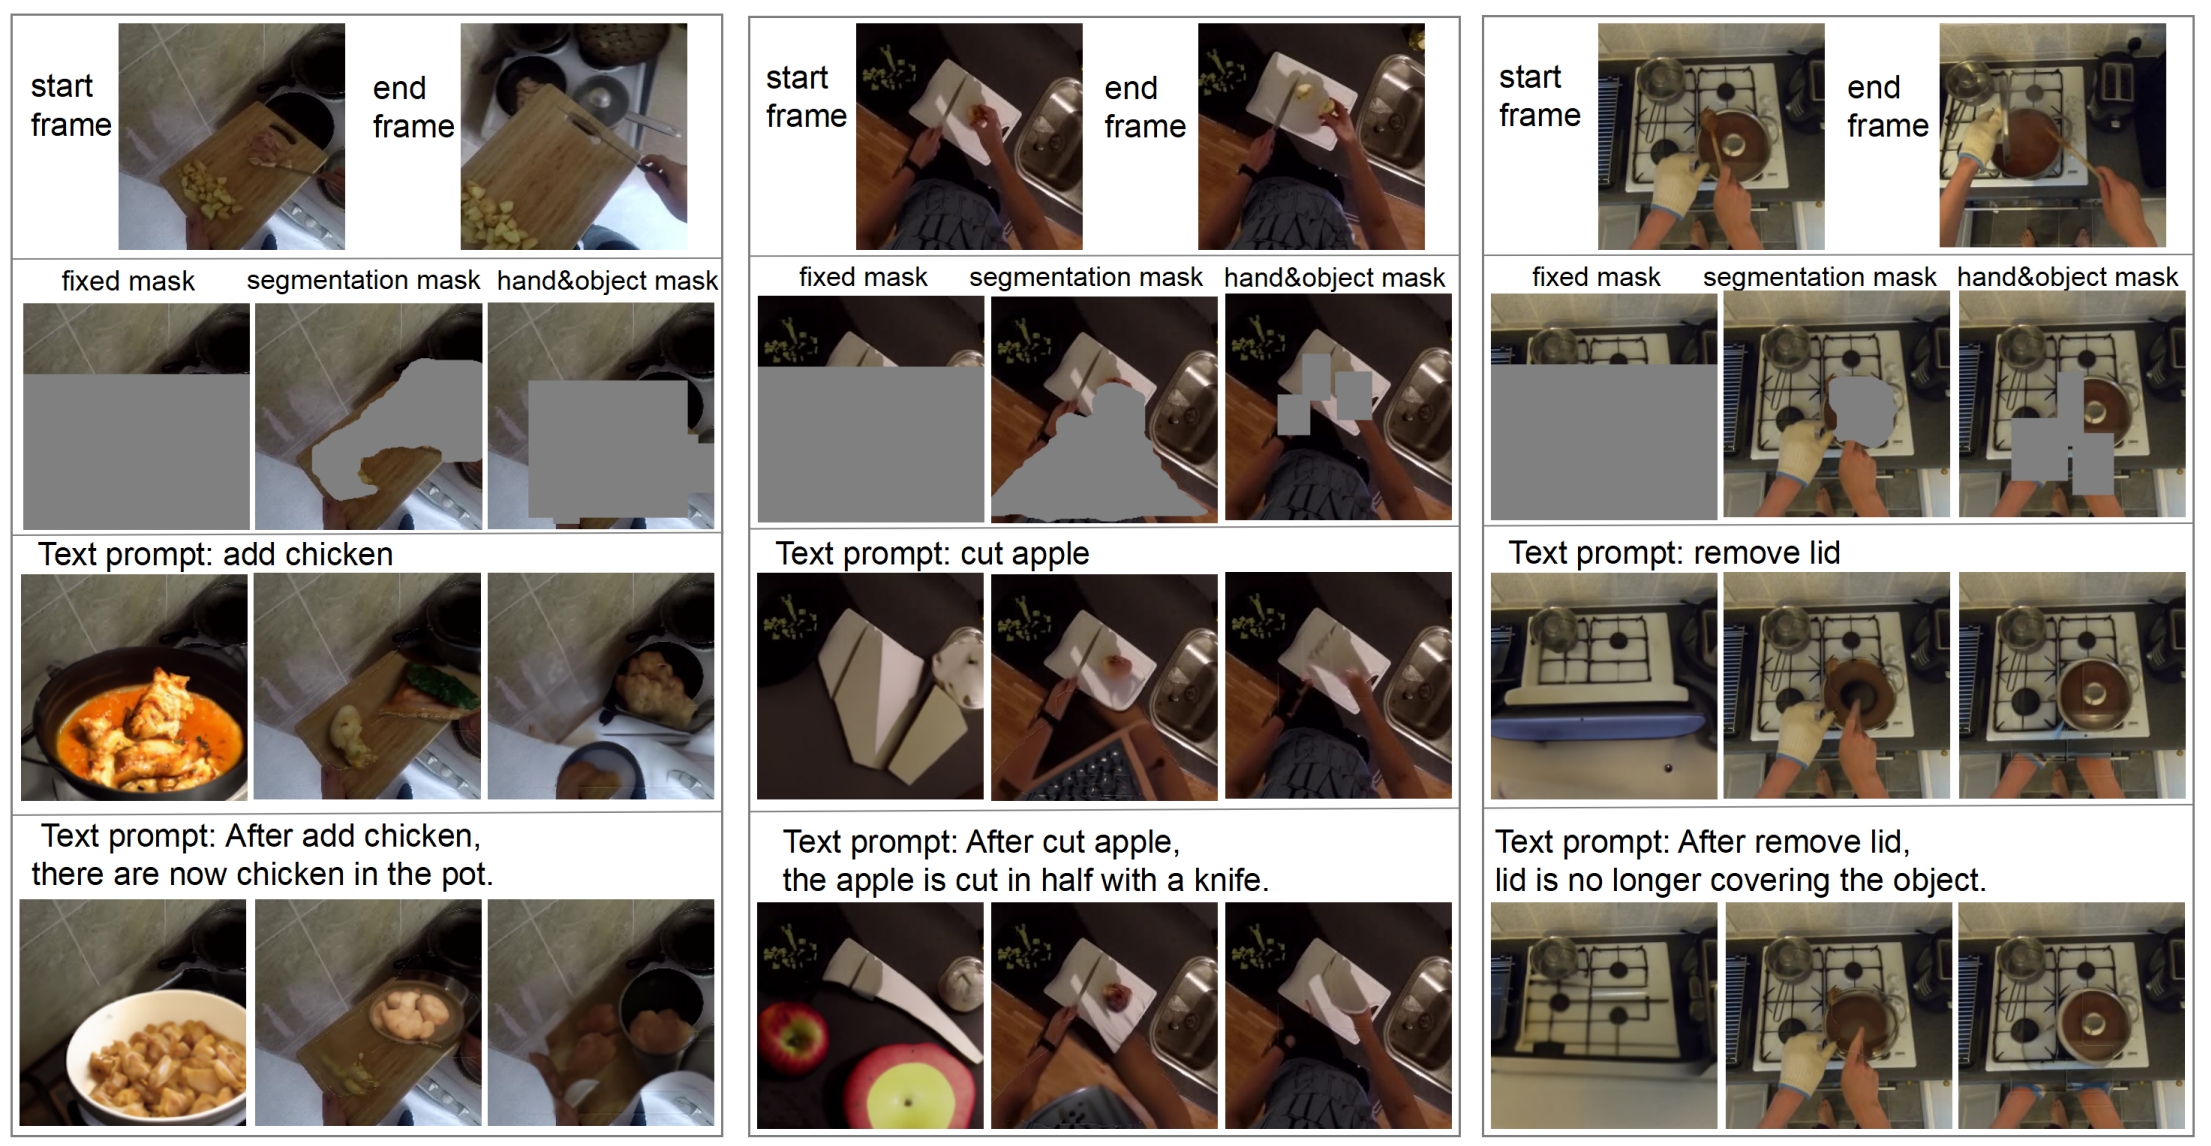 start
frame
end
frame
fixed mask
segmentation mask
hand&object mask
Text prompt: add chicken
Text prompt: After add chicken,
there are now chicken in the pot.
start
frame
end
frame
fixed mask
segmentation mask
hand&object mask
Text prompt: cut apple
Text prompt: After cut apple,
the apple is cut in half with a knife.
start
frame
end
frame
fixed mask
segmentation mask
hand&object mask
Text prompt: remove lid
Text prompt: After remove lid,
lid is no longer covering the object.